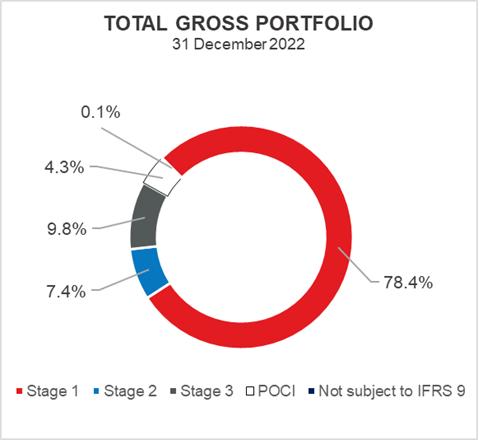 TOTAL GROSS PORTFOLIO
31 December 2022
0.1%
4.3%
9.8%
7.4%
78.4%
Stage 1 Stage 2 Stage 3 POCI Not subject to IFRS 9